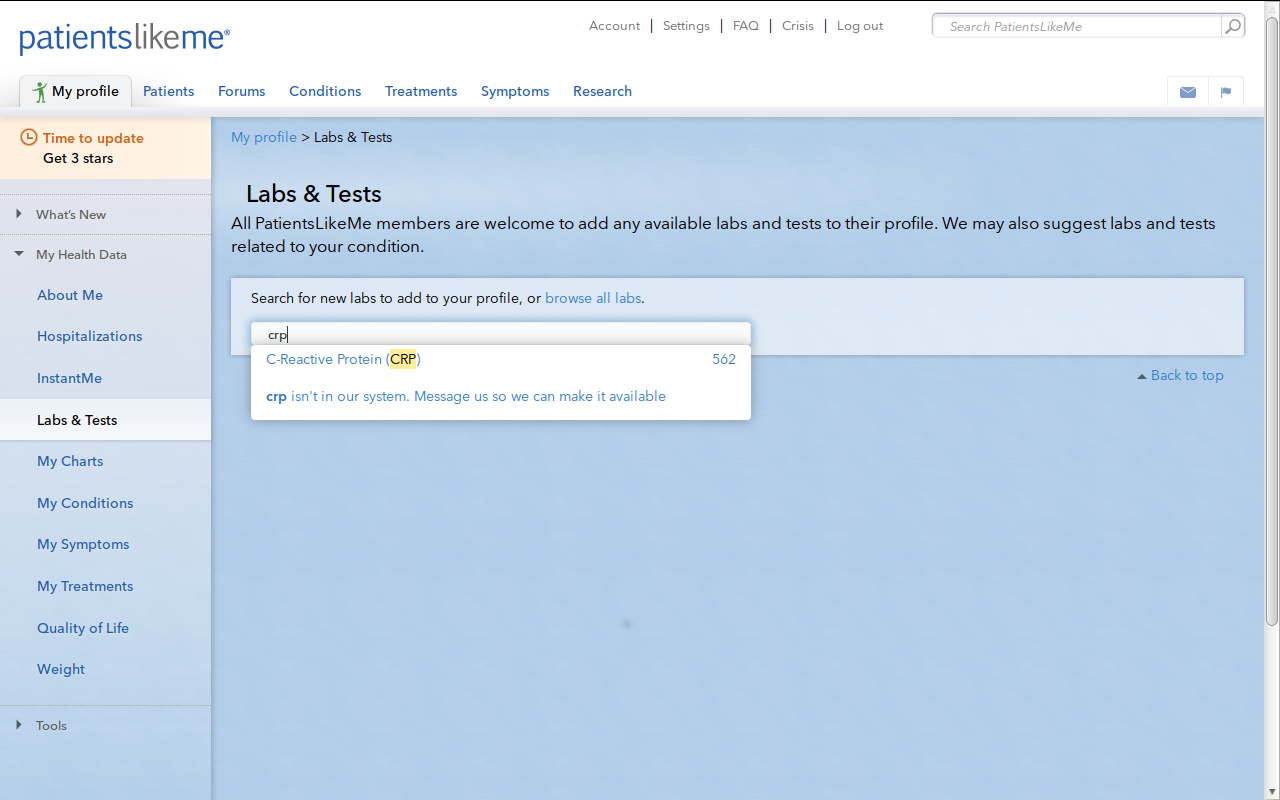 patientslikeme®
Account | Settings | FAQ | Crisis | Log out
Search PatientsLikeMe
My profile Patients Forums Conditions Treatments Symptoms Research
Time to update
Get 3 stars
What's New
My Health Data
About Me
Hospitalizations
InstantMe
Labs & Tests
My Charts
My Conditions
My Symptoms
My Treatments
Quality of Life
Weight
Tools
My profile > Labs & Tests
Labs & Tests
All PatientsLikeMe members are welcome to add any available labs and tests to their profile. We may also suggest labs and tests
related to your condition.
Search for new labs to add to your profile, or browse all labs.
crp
C-Reactive Protein (CRP) 562
crp isn't in our system. Message us so we can make it available
Back to top